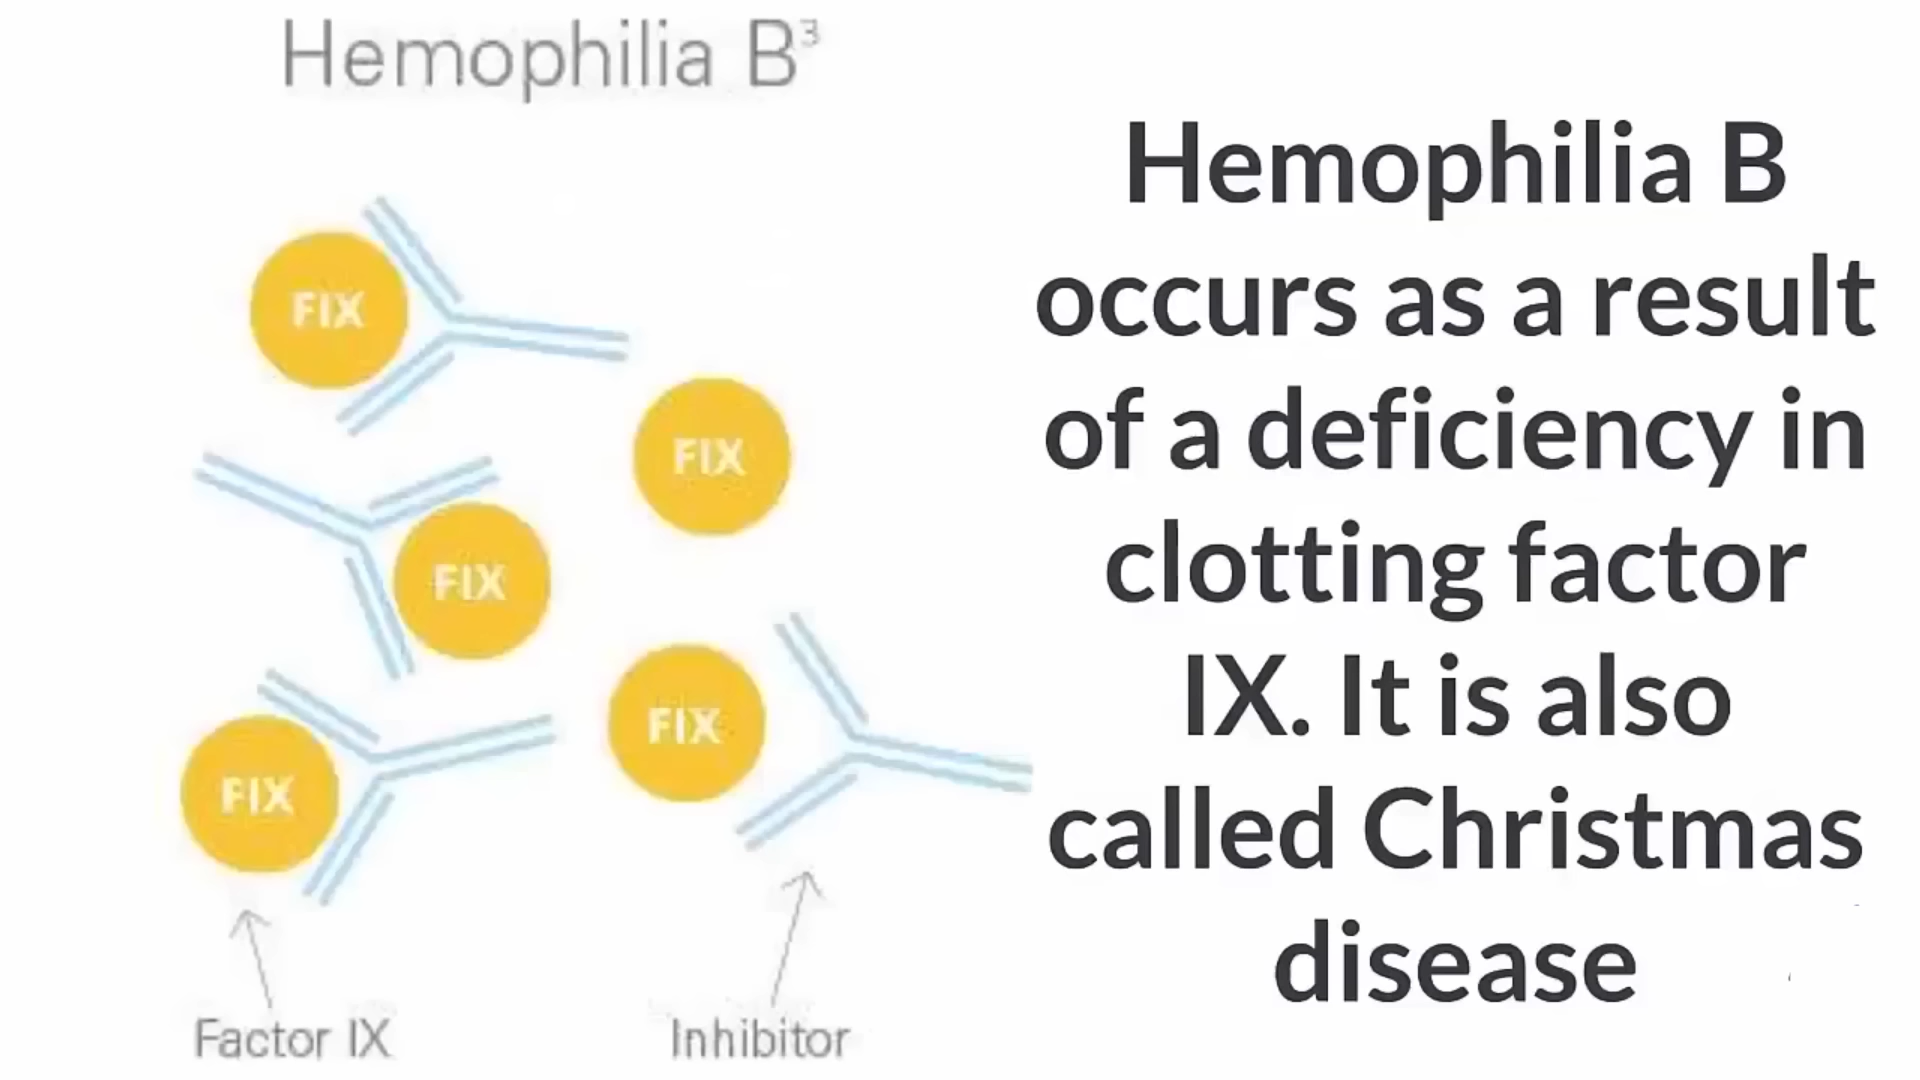 Hemophilia B³
FIX
FIX
FIX
FIX
FIX
Factor IX
Inhibitor
Hemophilia B
occurs as a result
of a deficiency in
clotting factor
IX. It is also
called Christmas
disease